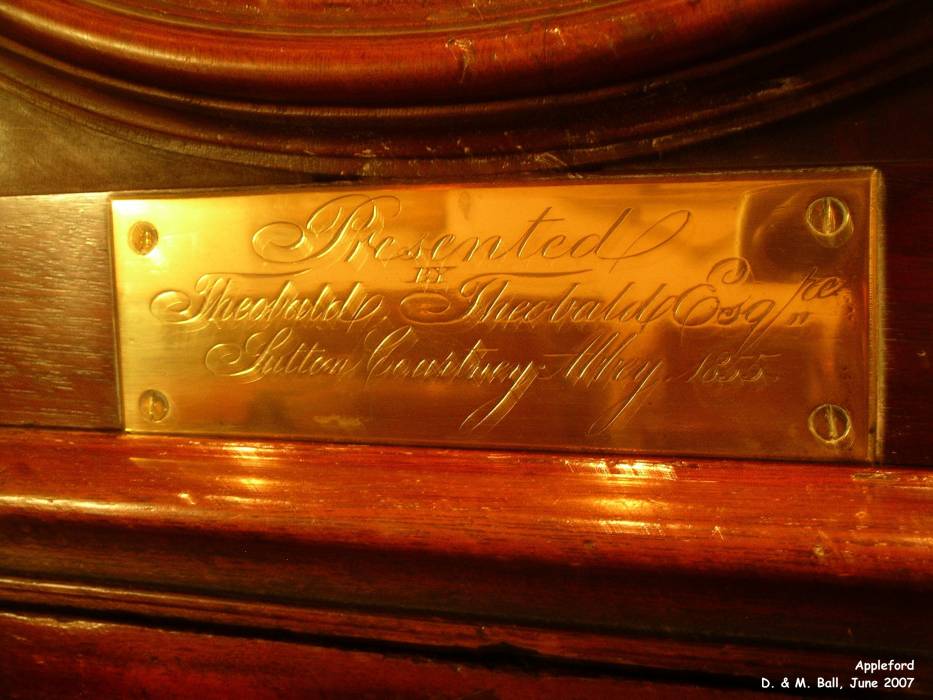 Presented
BY
Theobald. Theobald Esqre
Sutton Courtney Abbey. 1855.
Appleford
D. & M. Ball, June 2007